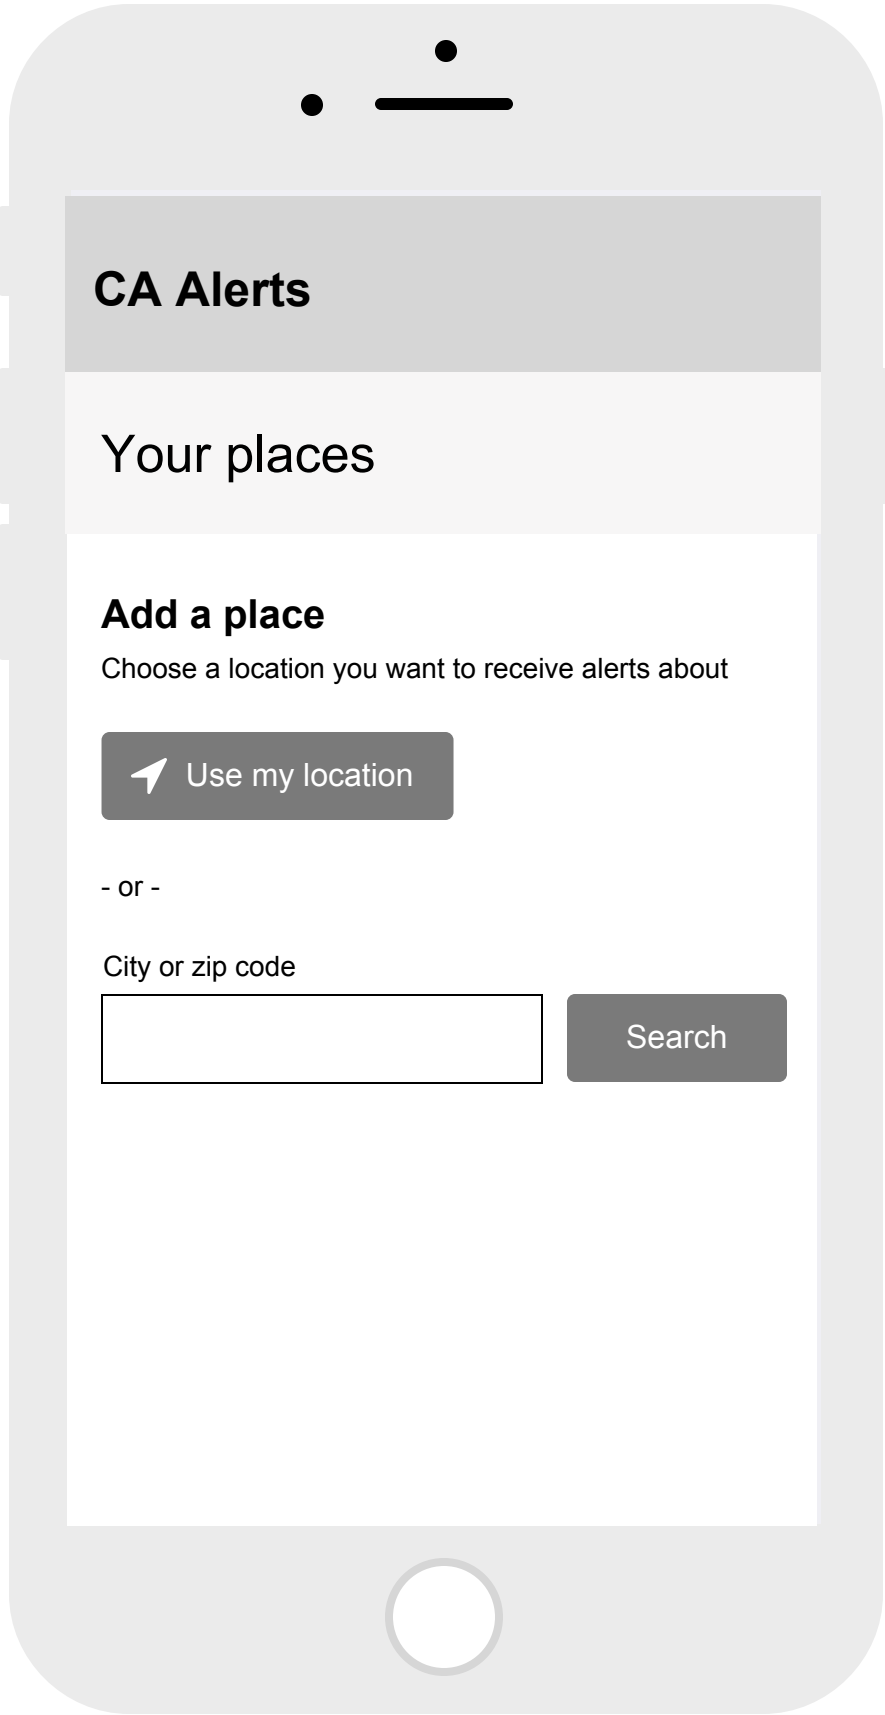 CA Alerts
Your places
Add a place
Choose a location you want to receive alerts about
Use my location
- or -
City or zip code
Search